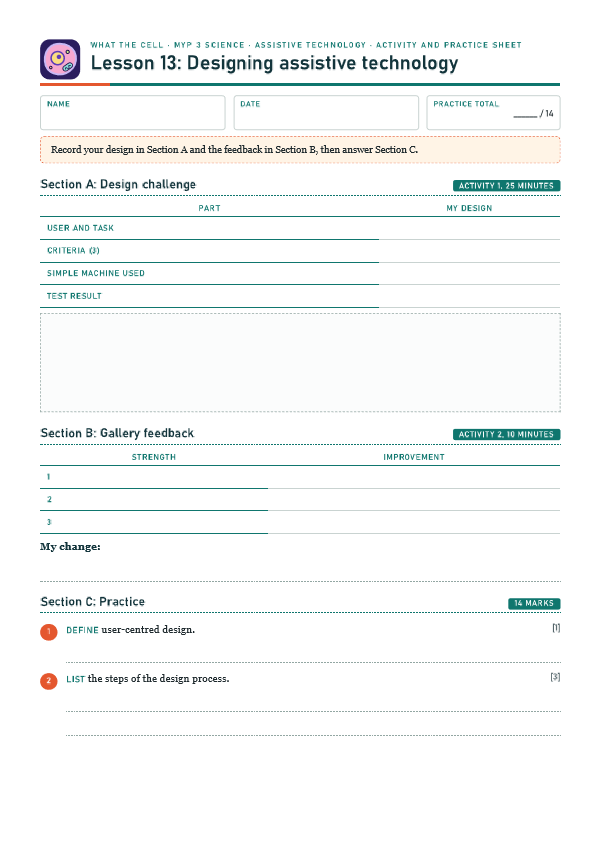 WHAT THE CELL · MYP 3 SCIENCE · ASSISTIVE TECHNOLOGY · ACTIVITY AND PRACTICE SHEET
Lesson 13: Designing assistive technology
NAME
DATE
PRACTICE TOTAL
_____ / 14
Record your design in Section A and the feedback in Section B, then answer Section C.
Section A: Design challenge
ACTIVITY 1, 25 MINUTES
PART MY DESIGN
USER AND TASK
CRITERIA (3)
SIMPLE MACHINE USED
TEST RESULT
Section B: Gallery feedback
ACTIVITY 2, 10 MINUTES
STRENGTH IMPROVEMENT
1
2
3
My change:
Section C: Practice
14 MARKS
1 DEFINE user-centred design. [1]
2 LIST the steps of the design process. [3]